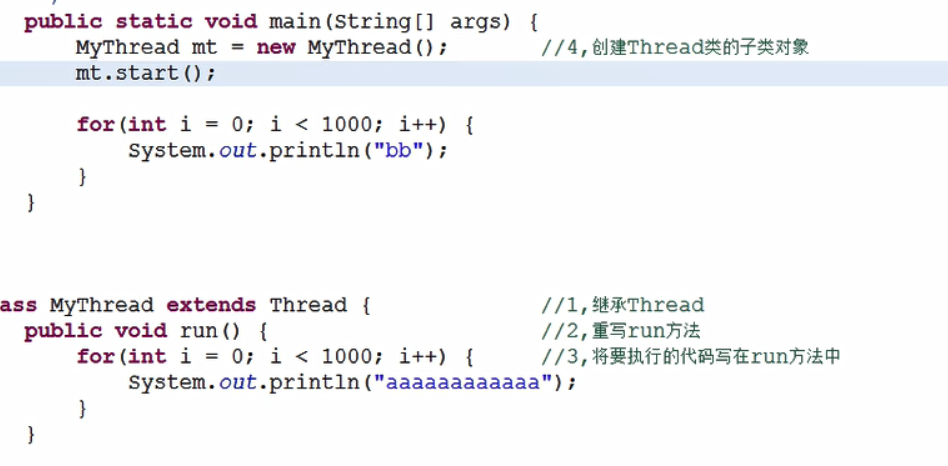 public static void main(String[] args) {
MyThread mt = new MyThread(); //4,创建Thread类的子类对象
mt.start();
for(int i = 0; i < 1000; i++) {
System.out.println("bb");
}
}
ass MyThread extends Thread { //1,继承Thread
public void run() { //2,重写run方法
for(int i = 0; i < 1000; i++) { //3,将要执行的代码写在run方法中
System.out.println("aaaaaaaaaaaa");
}
}